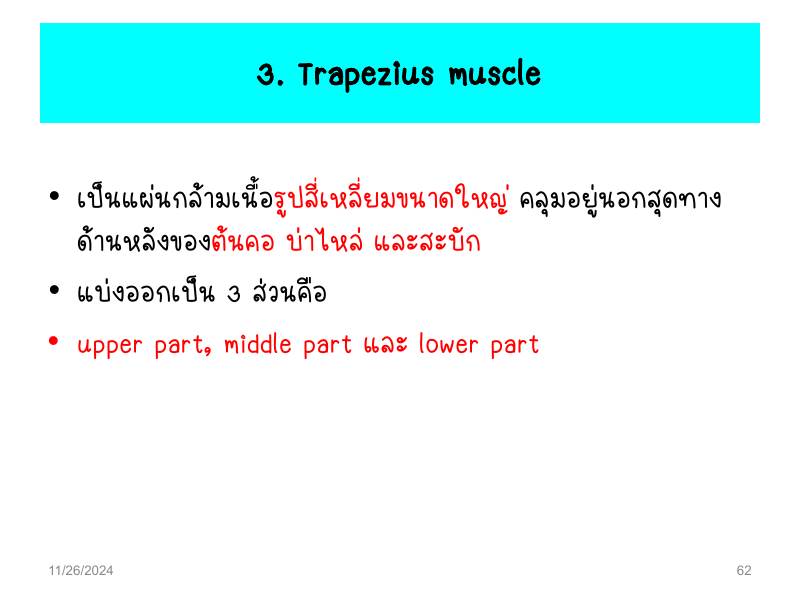 3. Trapezius muscle
• เป็นแผ่นกล้ามเนื้อรูปสี่เหลี่ยมขนาดใหญ่ คลุมอยู่นอกสุดทาง
ด้านหลังของต้นคอ บ่าไหล่ และสะบัก
• แบ่งออกเป็น 3 ส่วนคือ
• upper part, middle part และ lower part
11/26/2024
62